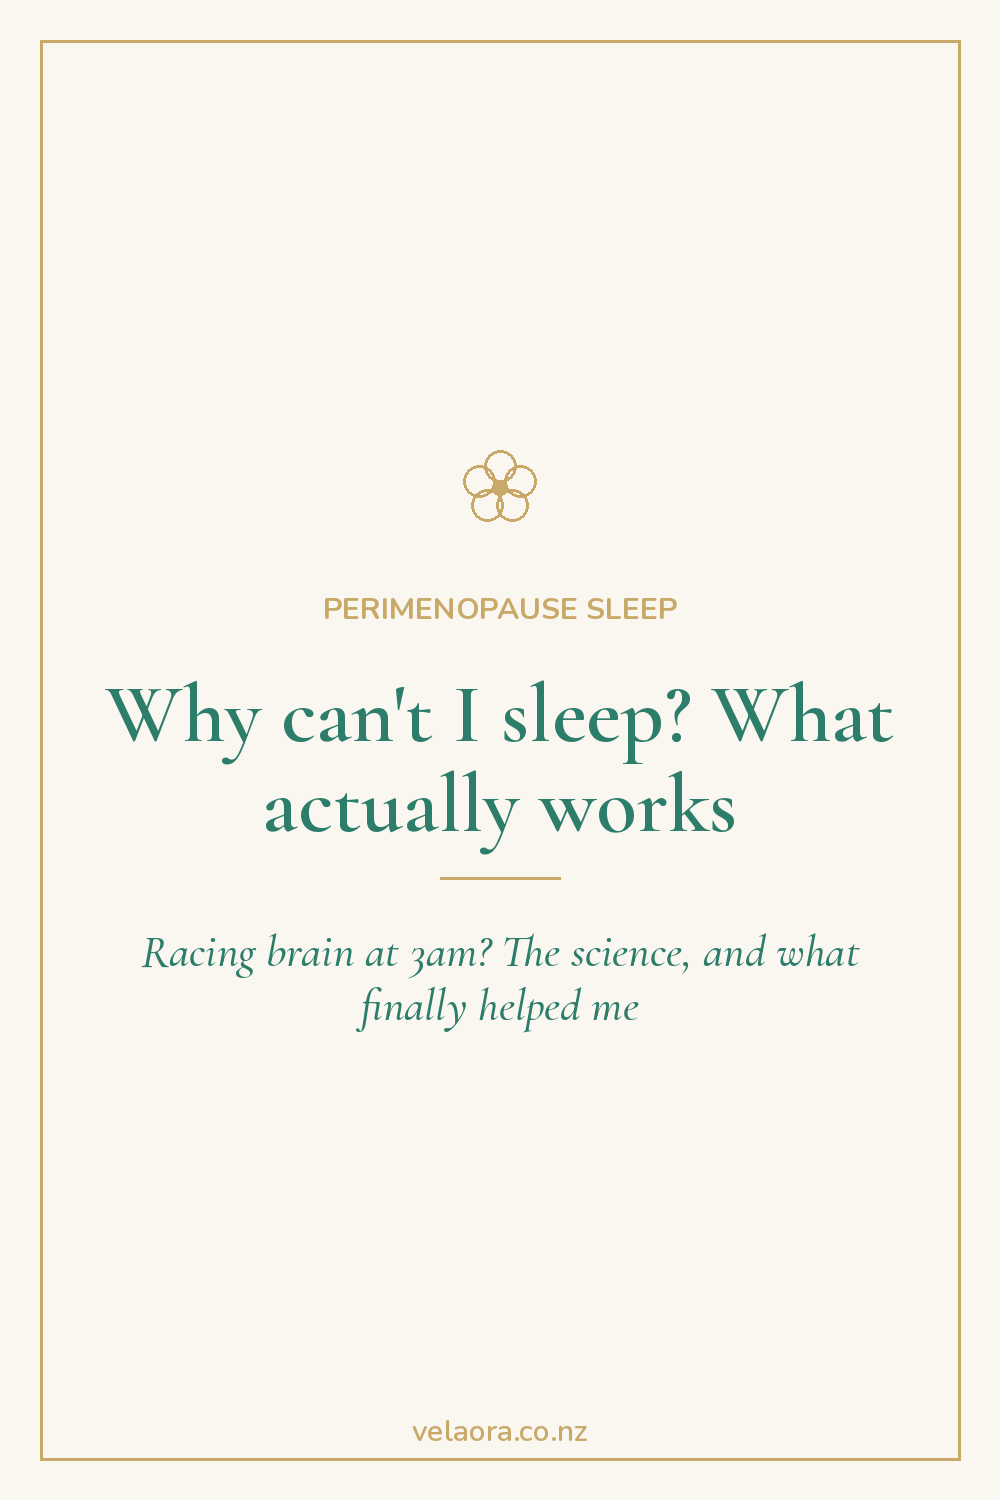 PERIMENOPAUSE SLEEP
Why can't I sleep? What
actually works
Racing brain at 3am? The science, and what
finally helped me
velaora.co.nz